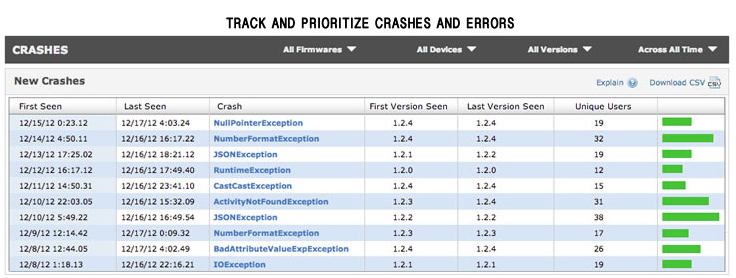 TRACK AND PRIORITIZE CRASHES AND ERRORS
CRASHES All Firmwares All Devices All Versions Across All Time
New Crashes Explain Download CSV
First Seen Last Seen Crash First Version Seen Last Version Seen Unique Users
12/15/12 0:23.12 12/17/12 4:03.24 NullPointerException 1.2.4 1.2.4 19
12/14/12 4:50.11 12/16/12 16:17.22 NumberFormatException 1.2.4 1.2.4 32
12/13/12 17:25.02 12/16/12 18:21.12 JSONException 1.2.1 1.2.2 19
12/12/12 16:17.12 12/16/12 17:49.40 RuntimeException 1.2.0 1.2.0 12
12/11/12 14:50.31 12/16/12 23:41.10 CastCastException 1.2.4 1.2.4 15
12/10/12 22:03.05 12/16/12 15:32.09 ActivityNotFoundException 1.2.3 1.2.4 31
12/10/12 5:49.22 12/16/12 16:49.54 JSONException 1.2.2 1.2.2 38
12/9/12 12:14.42 12/17/12 0:09.32 NumberFormatException 1.2.3 1.2.3 17
12/8/12 12:44.05 12/17/12 4:02.49 BadAttributeValueExpException 1.2.4 1.2.4 26
12/8/12 1:18.13 12/16/12 22:16.21 IOException 1.2.1 1.2.1 19